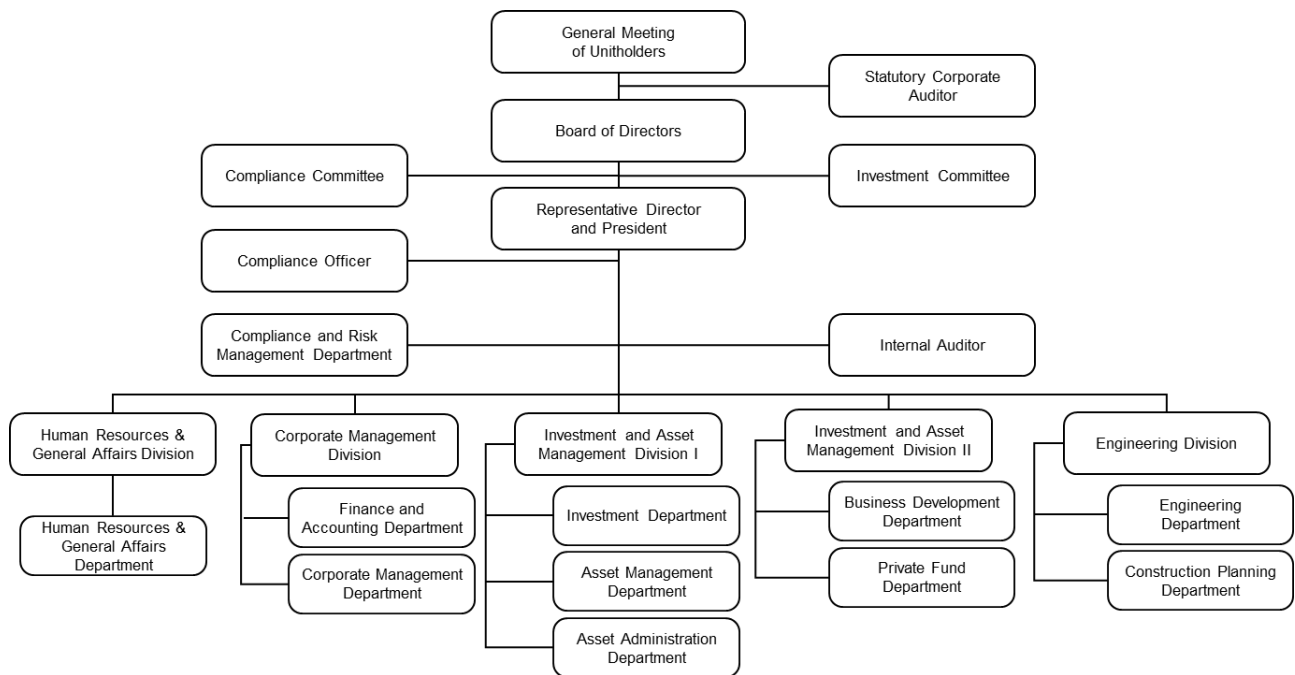 General Meeting
of Unitholders
Statutory Corporate
Auditor
Board of Directors
Compliance Committee
Investment Committee
Representative Director
and President
Compliance Officer
Compliance and Risk
Management Department
Internal Auditor
Human Resources &
General Affairs Division
Human Resources &
General Affairs
Department
Corporate Management
Division
Finance and
Accounting Department
Corporate Management
Department
Investment and Asset
Management Division I
Investment Department
Asset Management
Department
Asset Administration
Department
Investment and Asset
Management Division II
Business Development
Department
Private Fund
Department
Engineering Division
Engineering
Department
Construction Planning
Department